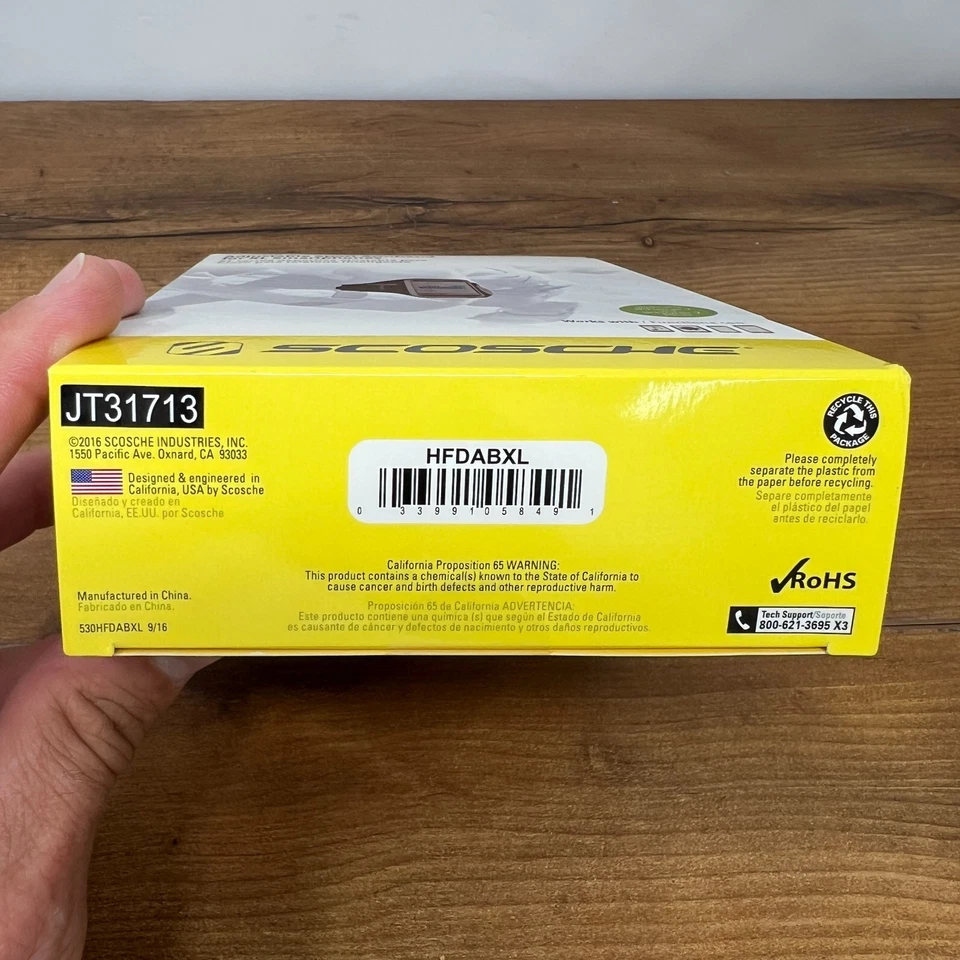 Works with
SCOSCHE
JT31713
©2016 SCOSCHE INDUSTRIES, INC.
1550 Pacific Ave. Oxnard, CA 93033
Designed & engineered in
California, USA by Scosche
Diseñado y creado en
California, EE.UU. por Scosche
Manufactured in China.
Fabricado en China.
530HFDABXL 9/16
HFDABXL
0 33991 05849 1
California Proposition 65 WARNING:
This product contains a chemical(s) known to the State of California to
cause cancer and birth defects and other reproductive harm.
Proposición 65 de California ADVERTENCIA:
Este producto contiene una química (s) que según el Estado de California
es causante de cáncer y defectos de nacimiento y otros daños reproductivos.
RECYCLE THIS
PACKAGE
Please completely
separate the plastic from
the paper before recycling.
Separe completamente
el plástico del papel
antes de reciclarlo.
RoHS
Tech Support/Soporte
800-621-3695 X3